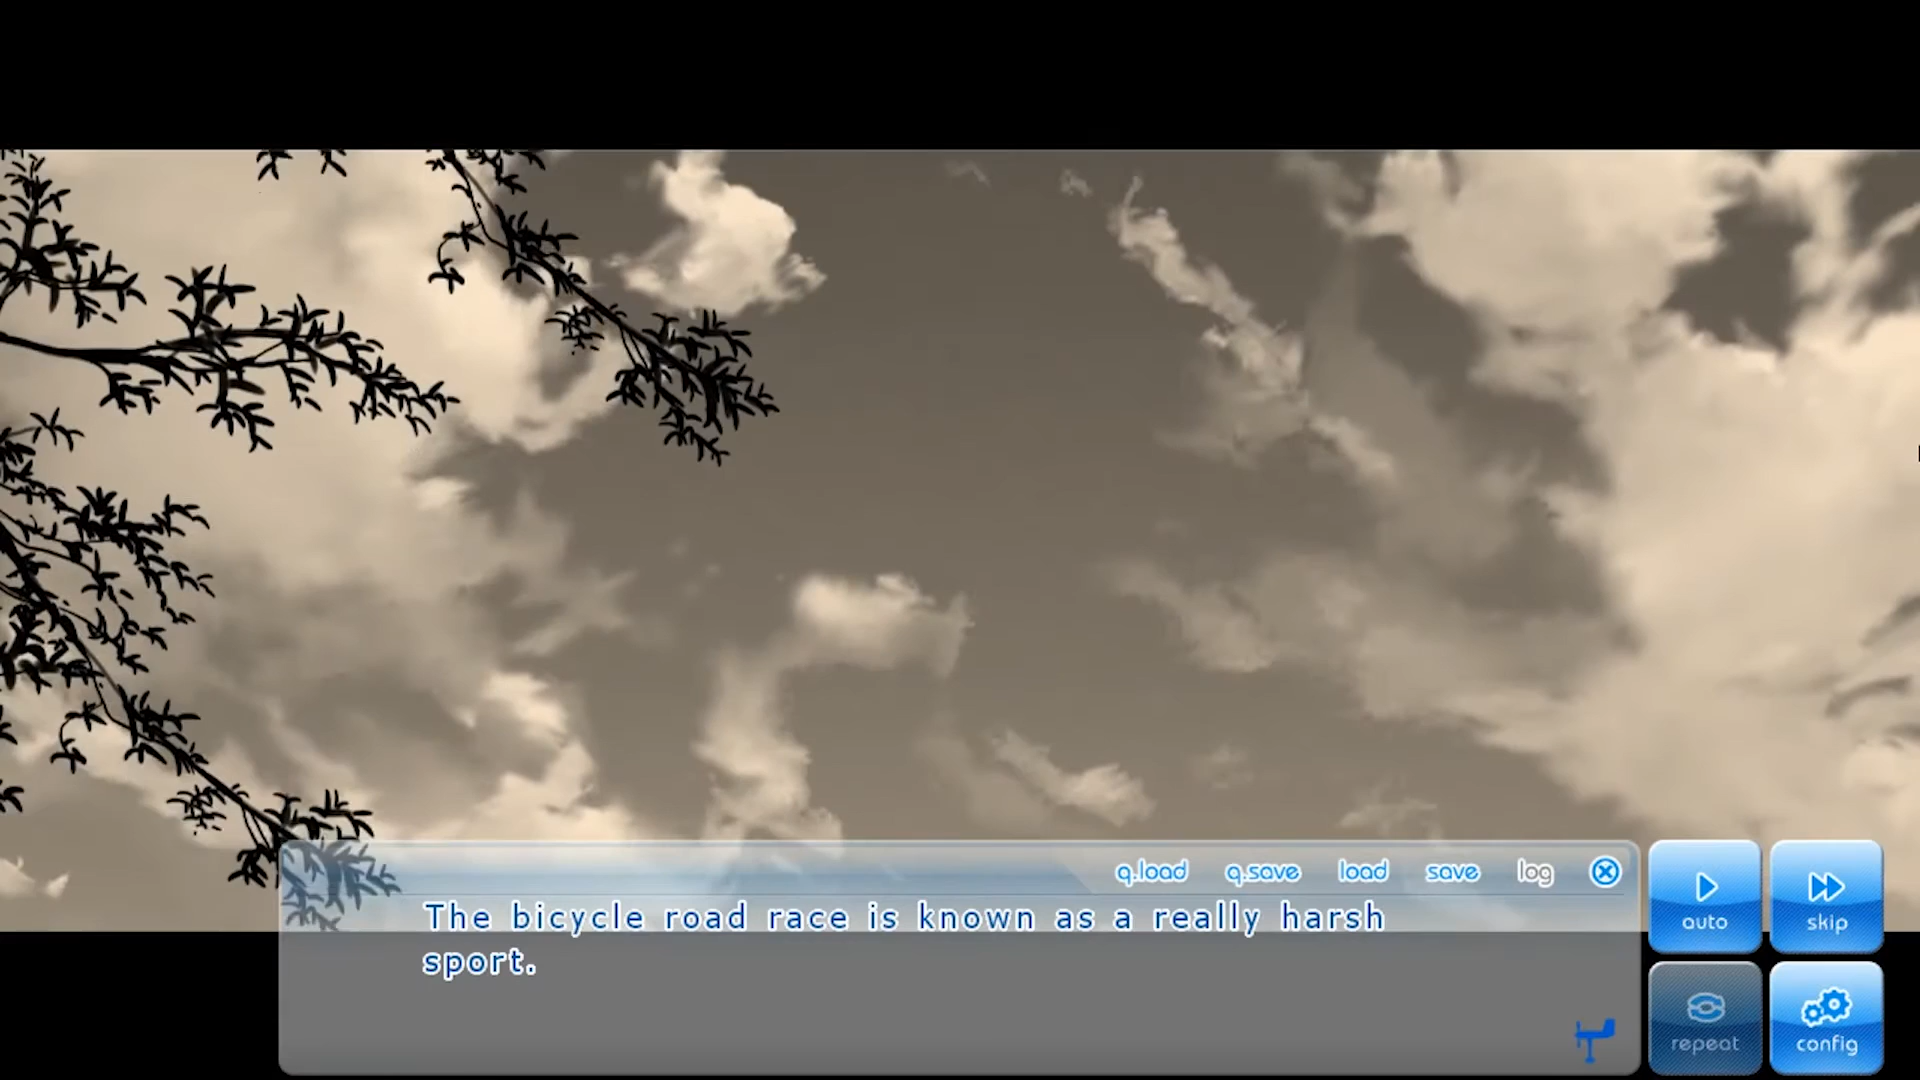 q.load q.save load save log
The bicycle road race is known as a really harsh
sport.
auto skip
repeat config